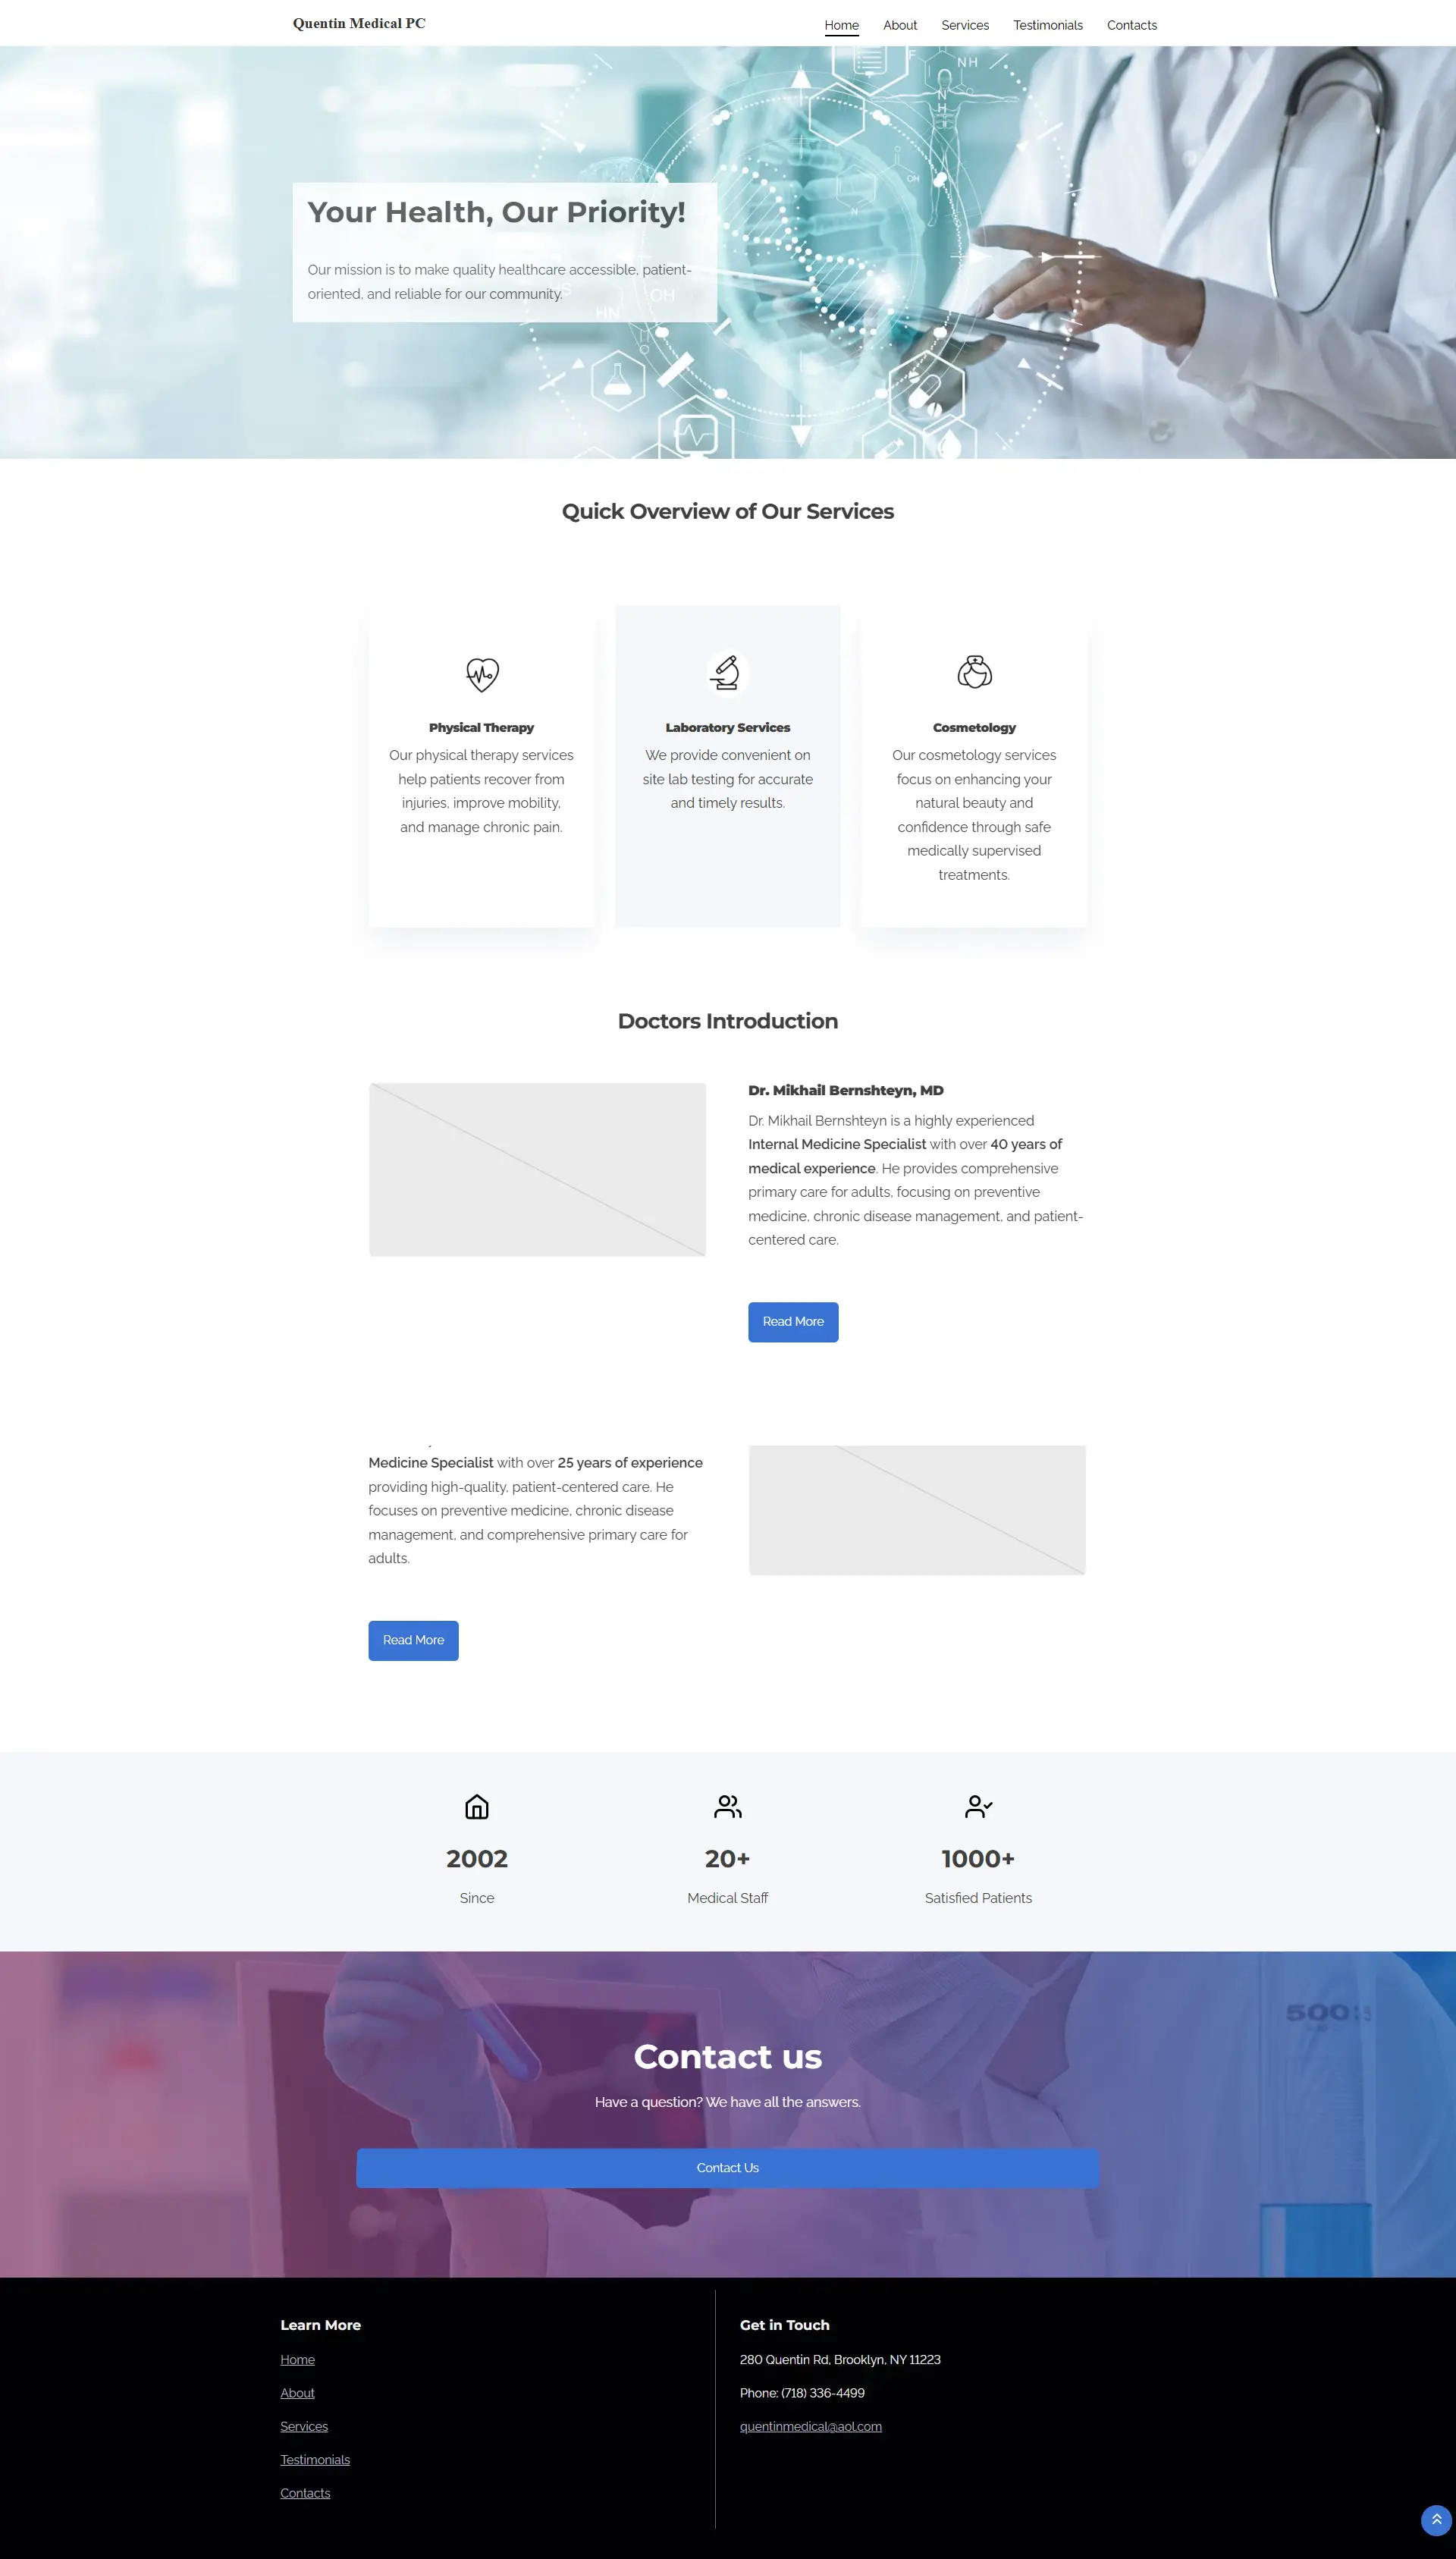 Quentin Medical PC
Home
About
Services
Testimonials
Contacts
NH
F
N
H
OH
N
Your Health, Our Priority!
Our mission is to make quality healthcare accessible, patient-
oriented, and reliable for our community.
OH
HN
Quick Overview of Our Services
Physical Therapy
Our physical therapy services
help patients recover from
injuries, improve mobility,
and manage chronic pain.
Laboratory Services
We provide convenient on
site lab testing for accurate
and timely results.
Cosmetology
Our cosmetology services
focus on enhancing your
natural beauty and
confidence through safe
medically supervised
treatments.
Doctors Introduction
Dr. Mikhail Bernshteyn, MD
Dr. Mikhail Bernshteyn is a highly experienced
Internal Medicine Specialist with over 40 years of
medical experience. He provides comprehensive
primary care for adults, focusing on preventive
medicine, chronic disease management, and patient-
centered care.
Read More
Medicine Specialist with over 25 years of experience
providing high-quality, patient-centered care. He
focuses on preventive medicine, chronic disease
management, and comprehensive primary care for
adults.
Read More
2002
Since
20+
Medical Staff
1000+
Satisfied Patients
500
Contact us
Have a question? We have all the answers.
Contact Us
Learn More
Home
About
Services
Testimonials
Contacts
Get in Touch
280 Quentin Rd, Brooklyn, NY 11223
Phone: (718) 336-4499
quentinmedical@aol.com